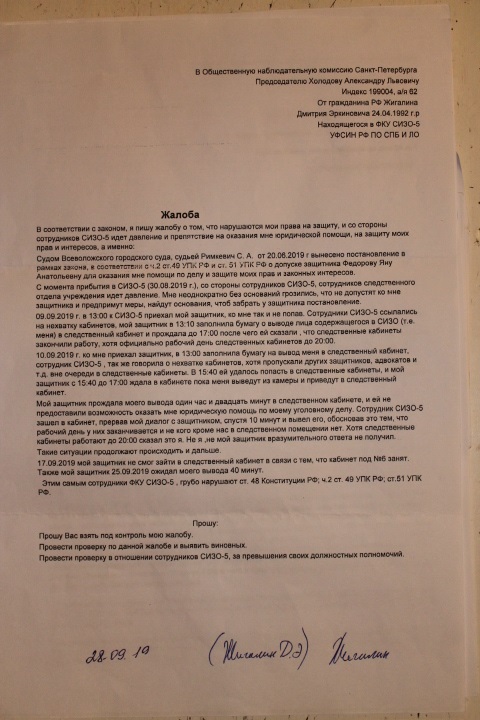 В Общественную наблюдательную комиссию Санкт-Петербурга
Председателю Холодову Александру Львовичу
Индекс 199004, а/я 62
От гражданина РФ Жигалина
Дмитрия Эркиновича 24.04.1992 г.р
Находящегося в ФКУ СИЗО-5
УФСИН РФ ПО СПБ И ЛО
Жалоба
В соответствии с законом, я пишу жалобу о том, что нарушаются мои права на защиту, и со стороны
сотрудников СИЗО-5 идет давление и препятствие на оказания мне юридической помощи, на защиту моих
прав и интересов, а именно:
Судом Всеволожского городского суда, судьей Римкевич С. А. от 20.06.2019 г вынесено постановление в
рамках закона, в соответствии с ч.2 ст.49 УПК РФ и ст. 51 УПК РФ о допуске защитника Федорову Яну
Анатольевну для оказания мне помощи по делу и защите моих прав и законных интересов.
С момента прибытия в СИЗО-5 (30.08.2019 г.), со стороны сотрудников СИЗО-5, сотрудников следственного
отдела учреждения идет давление. Мне неоднократно без оснований грозились, что не допустят ко мне
защитника и предпримут меры, найдут основания, чтоб забрать у защитника постановление.
09.09.2019 г. в 13:00 к СИЗО-5 приехал мой защитник, ко мне так и не попав. Сотрудники СИЗО-5 ссылались
на нехватку кабинетов, мой защитник в 13:10 заполнила бумагу о выводе лица содержащегося в СИЗО (т.е.
меня) в следственный кабинет и прождала до 17:00 после чего ей сказали , что следственные кабинеты
закончили работу, хотя официально рабочий день следственных кабинетов до 20:00.
10.09.2019 г. ко мне приехал защитник, в 13:00 заполнила бумагу на вывод меня в следственный кабинет,
сотрудник СИЗО-5 , так же говорила о нехватке кабинетов, хотя пропускала других защитников, адвокатов и
т.д. вне очереди в следственные кабинеты. В 15:40 ей удалось попасть в следственные кабинеты, и мой
защитник с 15:40 до 17:00 ждала в кабинете пока меня выведут из камеры и приведут в следственный
кабинет.
Мой защитник прождала моего вывода один час и двадцать минут в следственном кабинете, и ей не
предоставили возможность оказать мне юридическую помощь по моему уголовному делу. Сотрудник СИЗО-5
зашел в кабинет, прервав мой диалог с защитником, спустя 10 минут и вывел его, обосновав это тем, что
рабочий день у них заканчивается и не кого кроме нас в следственном помещении нет. Хотя следственные
кабинеты работают до 20:00 сказал это я. Не я ,не мой защитник вразумительного ответа не получил.
Такие ситуации продолжают происходить и дальше.
17.09.2019 мой защитник не смог зайти в следственный кабинет в связи с тем, что кабинет под №6 занят.
Также мой защитник 25.09.2019 ожидал моего вывода 40 минут.
Этим самым сотрудники ФКУ СИЗО-5 , грубо нарушают ст. 48 Конституции РФ; ч.2 ст. 49 УПК РФ; ст.51 УПК
РФ.
Прошу:
Прошу Вас взять под контроль мою жалобу.
Провести проверку по данной жалобе и выявить виновных.
Провести проверку в отношении сотрудников СИЗО-5, за превышения своих должностных полномочий.
28.09.19 (Жигалин Д.Э) Жигалин